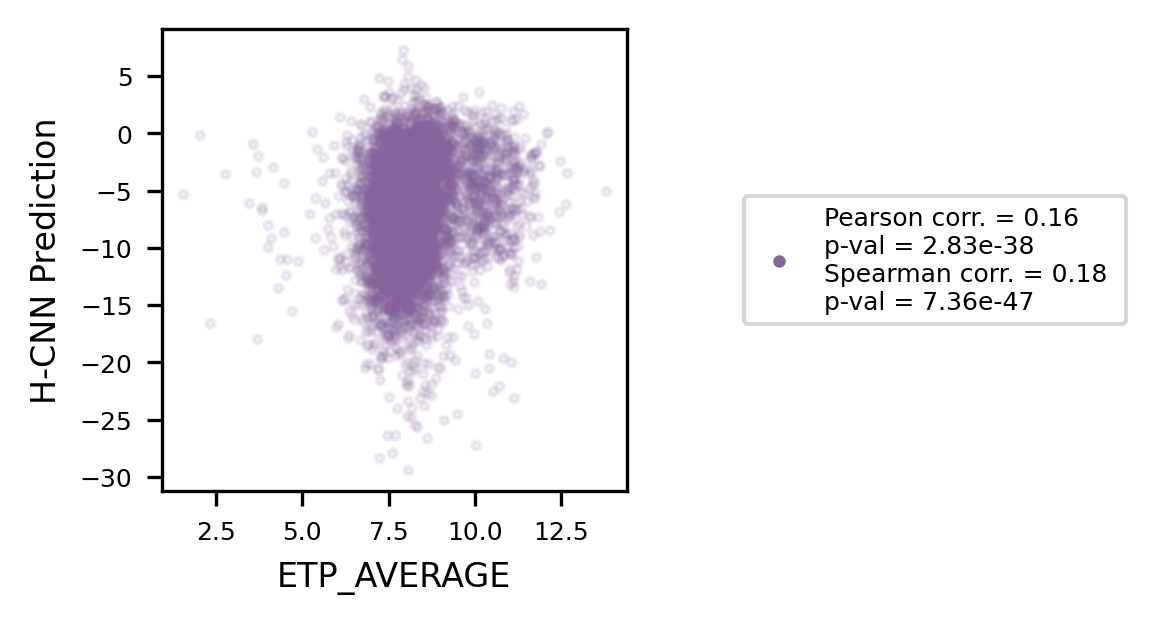 5
0
−5
−10
−15
−20
−25
−30
H-CNN Prediction
2.5 5.0 7.5 10.0 12.5
ETP_AVERAGE
Pearson corr. = 0.16
p-val = 2.83e-38
Spearman corr. = 0.18
p-val = 7.36e-47